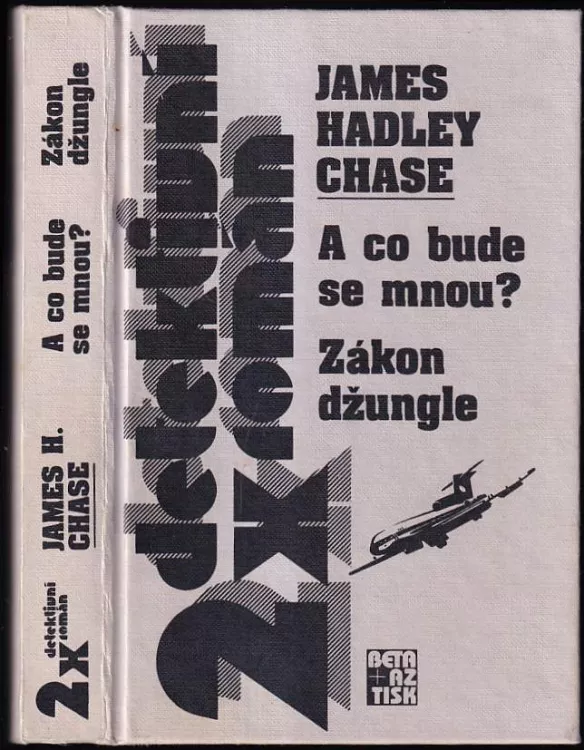 Zákon
džungle
A co bude
se mnou?
JAMES H.
CHASE
2x
detektivní
román
2x
detektivní
román
JAMES
HADLEY
CHASE
A co bude
se mnou?
Zákon
džungle
BETA
+AZ
TISK